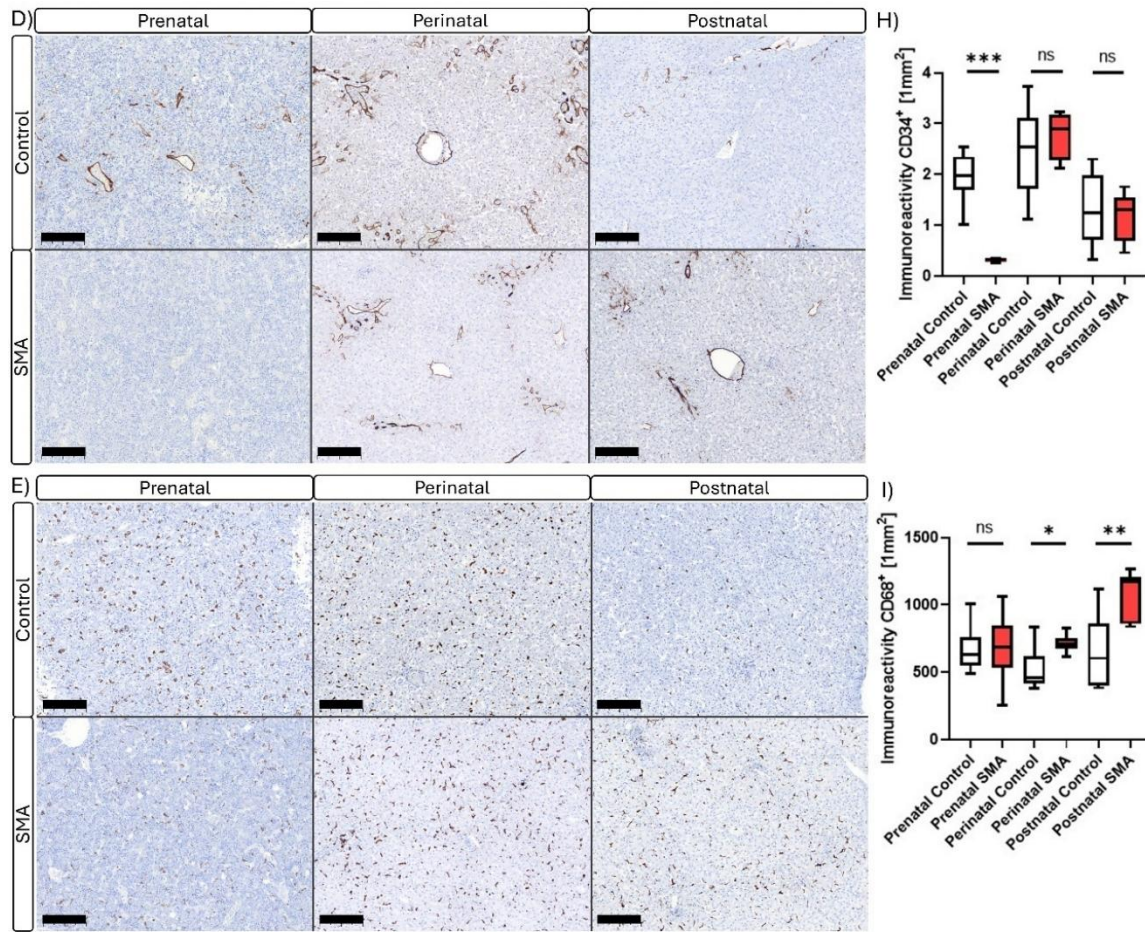 D)
Prenatal Perinatal Postnatal
Control
SMA
E)
Prenatal Perinatal Postnatal
Control
SMA
H)
*** ns ns
Immunoreactivity CD34⁺ [1mm²]
4
3
2
1
0
Prenatal Control
Prenatal SMA
Perinatal Control
Perinatal SMA
Postnatal Control
Postnatal SMA
I)
ns * **
Immunoreactivity CD68⁺ [1mm²]
1500
1000
500
0
Prenatal Control
Prenatal SMA
Perinatal Control
Perinatal SMA
Postnatal Control
Postnatal SMA